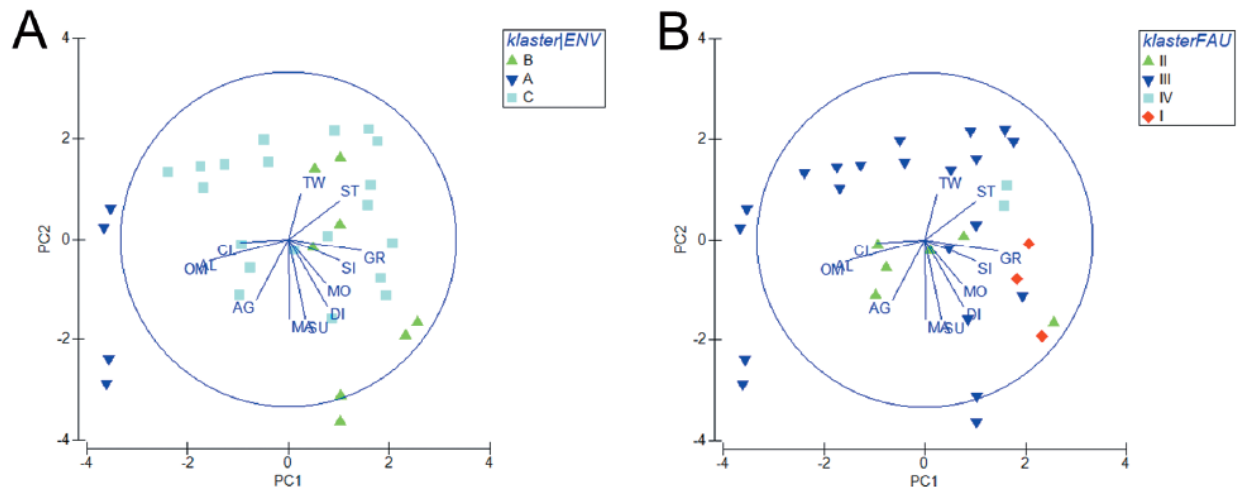 A
klaster|ENV
B
A
C
4
2
0
-2
-4
PC2
TW
ST
CL
AL
OM
GR
SI
MO
AG
DI
MA
SU
-4 -2 0 2 4
PC1
B
klasterFAU
II
III
IV
I
4
2
0
-2
-4
PC2
TW
ST
CL
AL
OM
GR
SI
MO
AG
DI
MA
SU
-4 -2 0 2 4
PC1